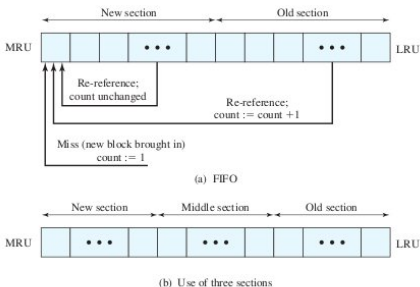 New section Old section
MRU ● ● ● ● ● ● LRU
Re-reference;
count unchanged
Re-reference;
count := count +1
Miss (new block brought in)
count := 1
(a) FIFO
New section Middle section Old section
MRU ● ● ● ● ● ● ● ● ● LRU
(b) Use of three sections